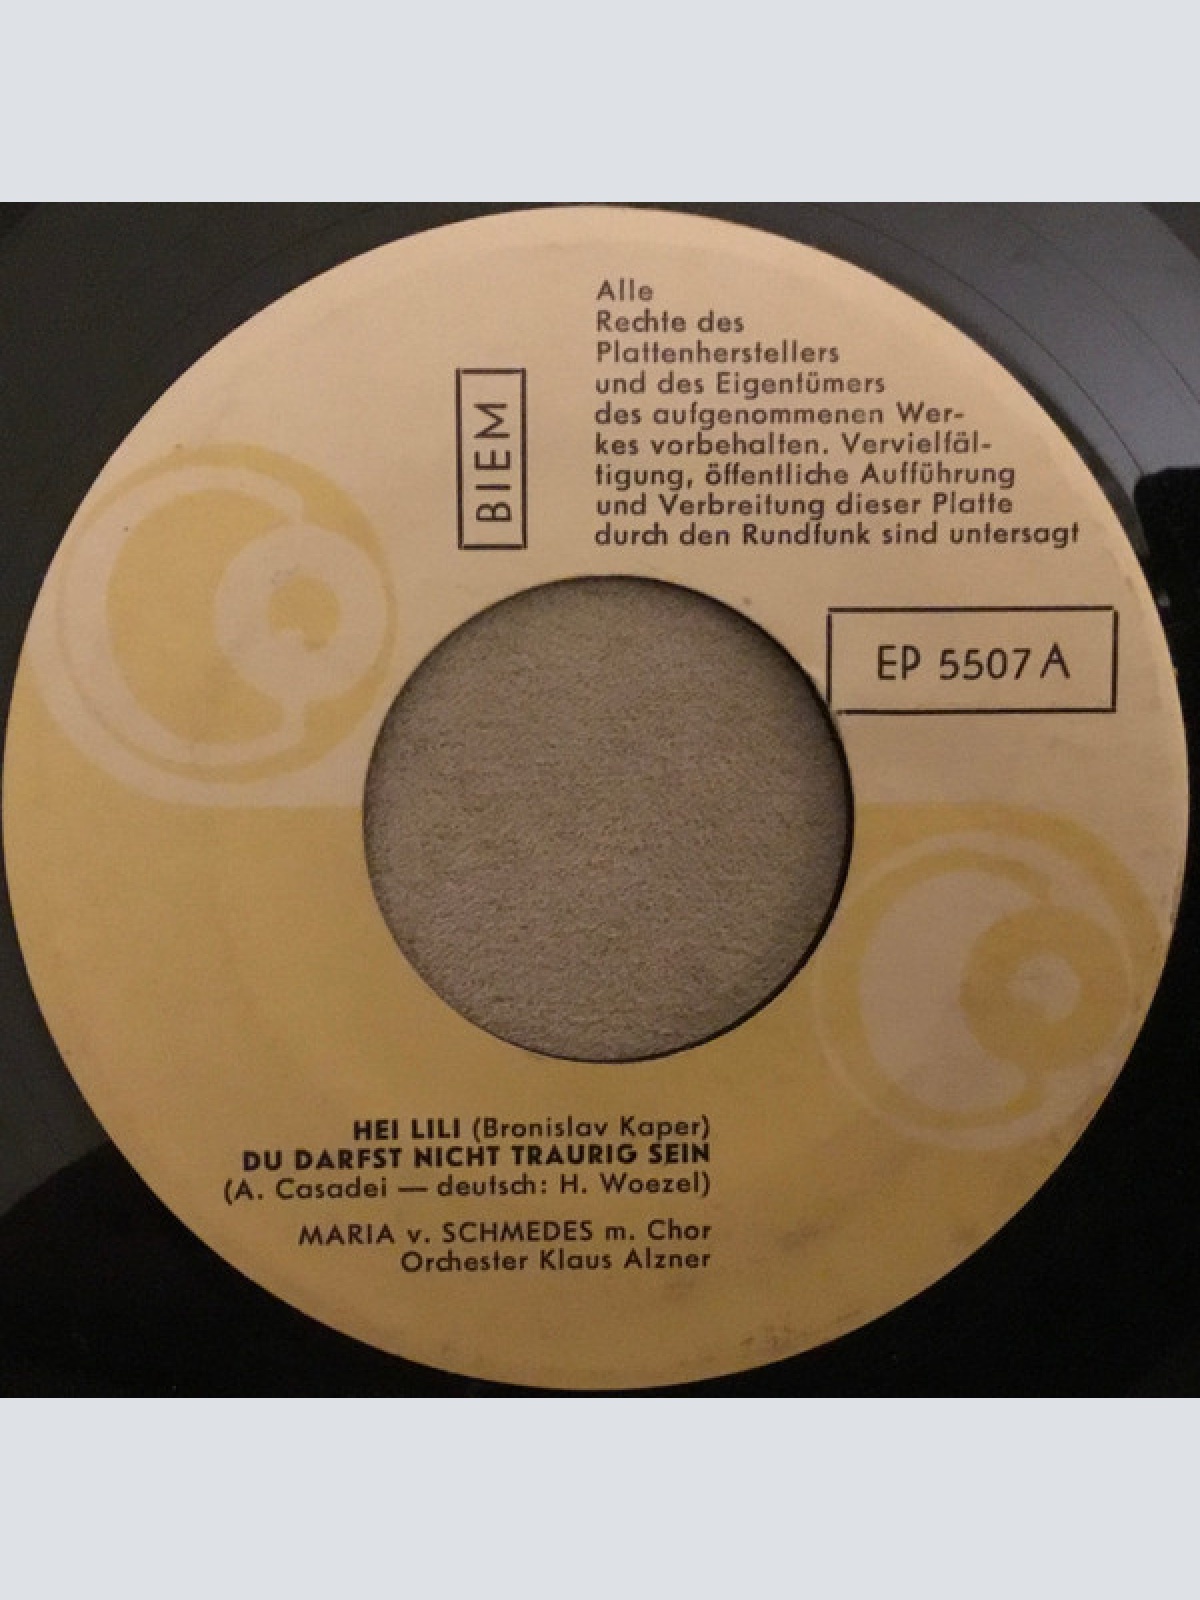 Alle
Rechte des
Plattenherstellers
und des Eigentümers
des aufgenommenen Wer-
kes vorbehalten. Vervielfäl-
tigung, öffentliche Aufführung
und Verbreitung dieser Platte
durch den Rundfunk sind untersagt
BIEM
EP 5507 A
HEI LILI (Bronislav Kaper)
DU DARFST NICHT TRAURIG SEIN
(A. Casadei — deutsch: H. Woezel)
MARIA v. SCHMEDES m. Chor
Orchester Klaus Alzner